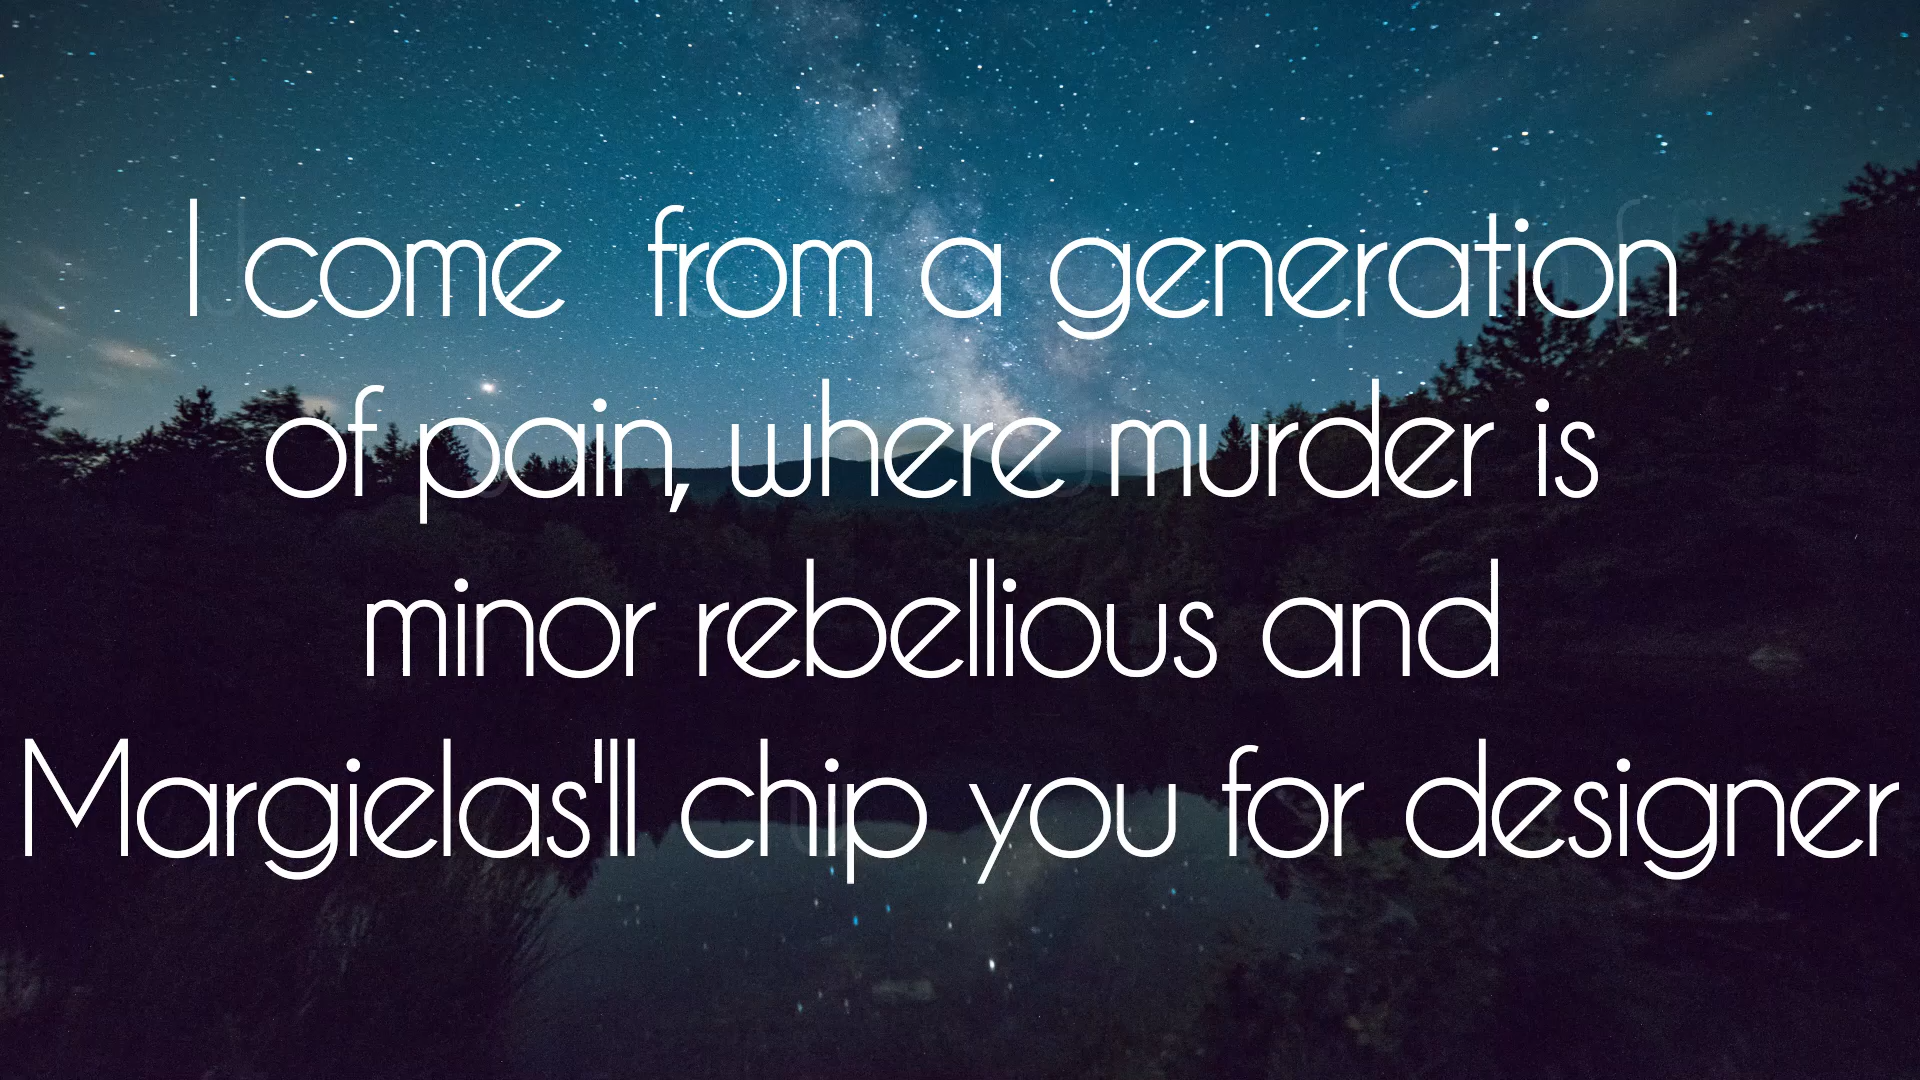 I come from a generation
of pain, where murder is
minor rebellious and
Margielas'll chip you for designer